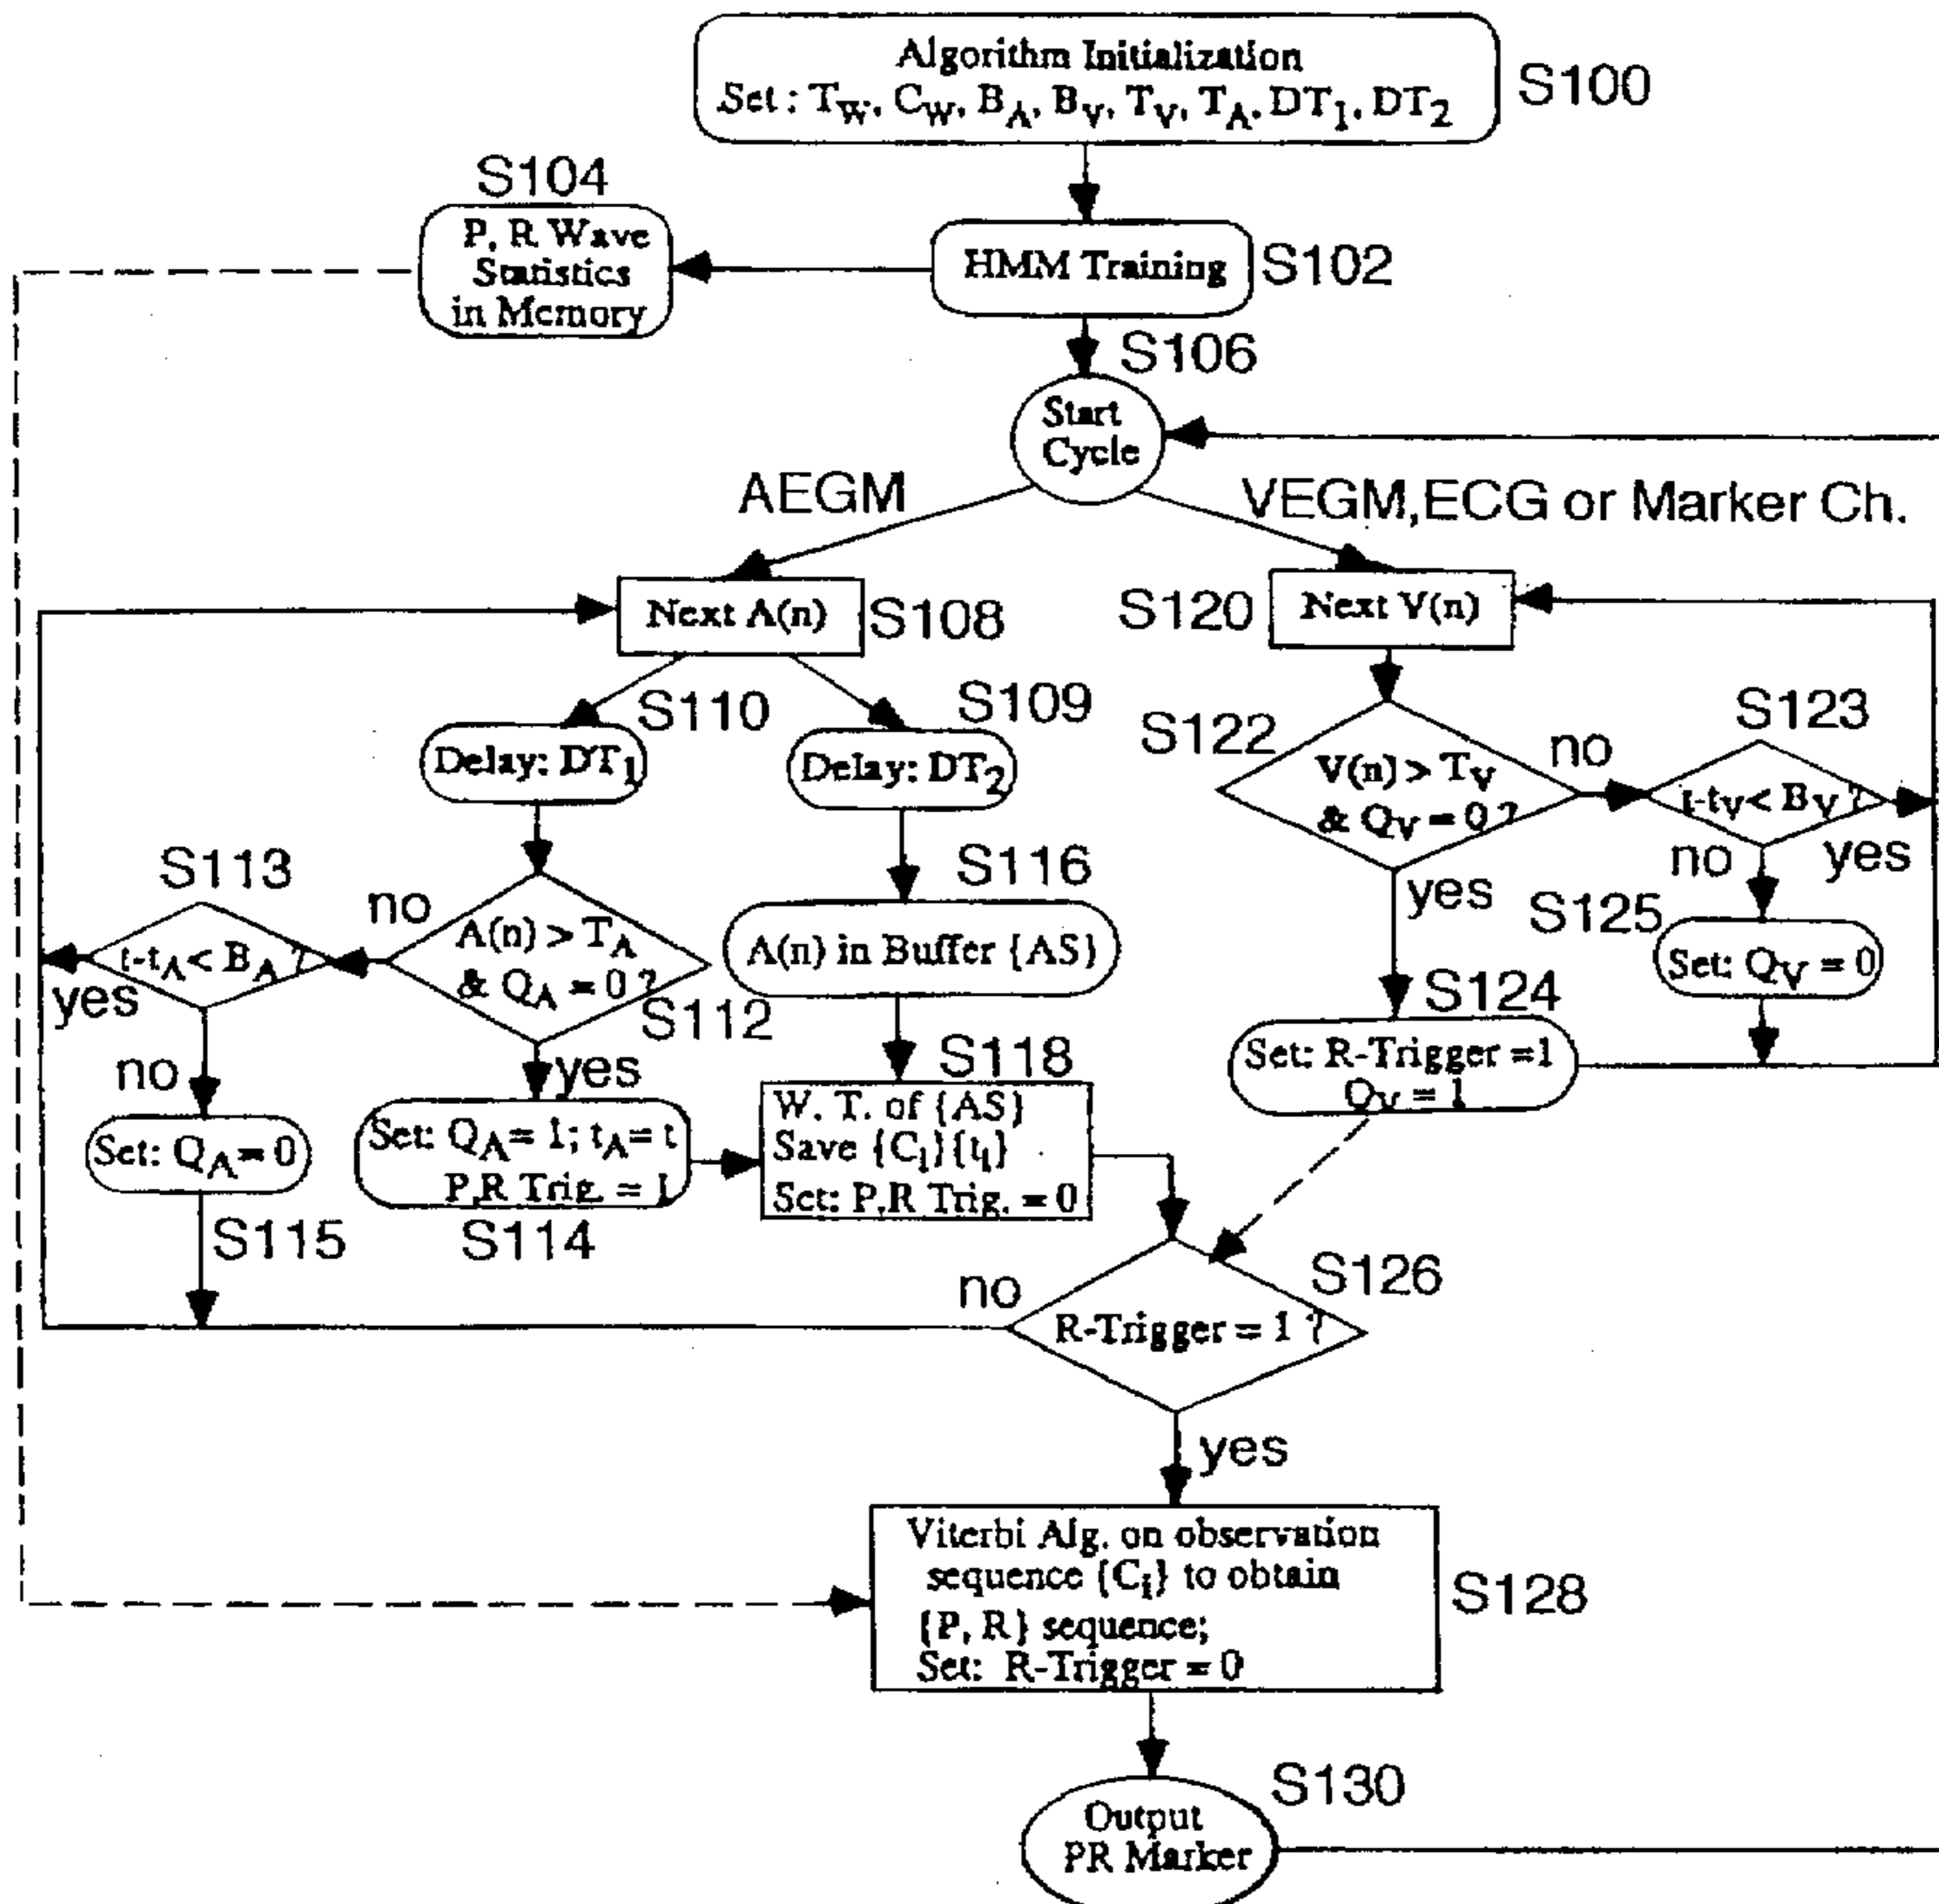 Algorithm Initialization
Set : T_W, C_W, B_A, B_V, T_V, T_A, DT_1, DT_2
S100
S104
P, R Wave
Statistics
in Memory
HMM Training
S102
S106
Start
Cycle
AEGM
VEGM,ECG or Marker Ch.
Next A(n)
S108
S120
Next V(n)
S110
S109
Delay: DT_1
Delay: DT_2
S122
V(n) > T_V
& Q_V = 0 ?
no
S123
t-t_V < B_V ?
no
yes
yes
S125
Set: Q_V = 0
S113
t-t_A < B_A ?
yes
no
no
A(n) > T_A
& Q_A = 0 ?
S112
yes
S116
A(n) in Buffer {AS}
S124
Set: R-Trigger =1
Q_V = 1
S118
W. T. of {AS}
Save {C_i}{t_i}
Set: P,R Trig. = 0
Set: Q_A = 0
S115
Set: Q_A = 1; t_A = t
P,R Trig. = 1
S114
S126
no
R-Trigger = 1 ?
yes
Viterbi Alg. on observation
sequence {C_i} to obtain
{P, R} sequence;
Set: R-Trigger = 0
S128
S130
Output
PR Marker